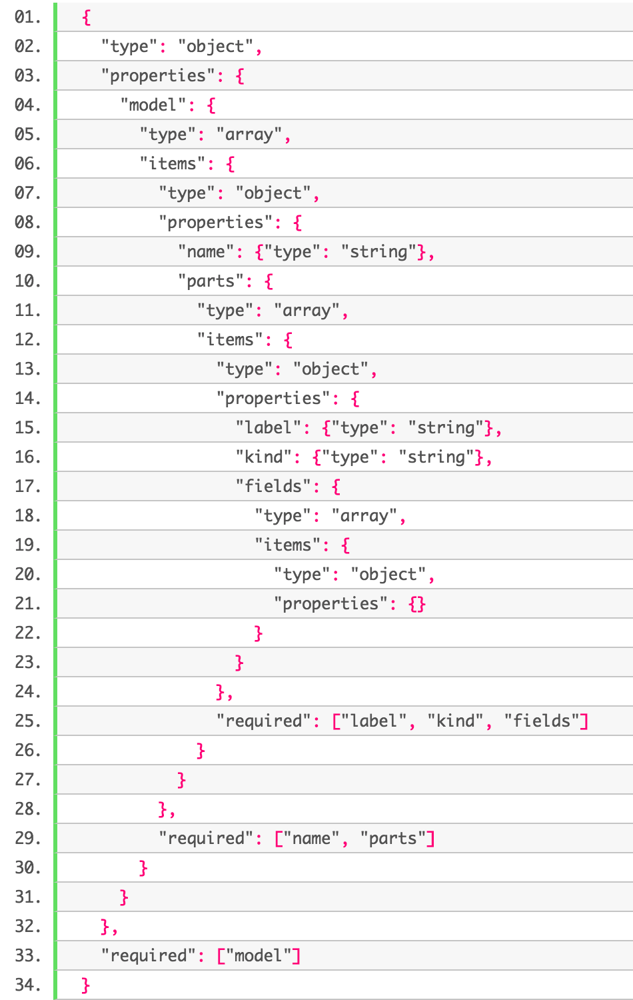 01. {
02.   "type": "object",
03.   "properties": {
04.     "model": {
05.       "type": "array",
06.       "items": {
07.         "type": "object",
08.         "properties": {
09.           "name": {"type": "string"},
10.           "parts": {
11.             "type": "array",
12.             "items": {
13.               "type": "object",
14.               "properties": {
15.                 "label": {"type": "string"},
16.                 "kind": {"type": "string"},
17.                 "fields": {
18.                   "type": "array",
19.                   "items": {
20.                     "type": "object",
21.                     "properties": {}
22.                   }
23.                 }
24.               },
25.               "required": ["label", "kind", "fields"]
26.             }
27.           }
28.         },
29.         "required": ["name", "parts"]
30.       }
31.     }
32.   },
33.   "required": ["model"]
34. }